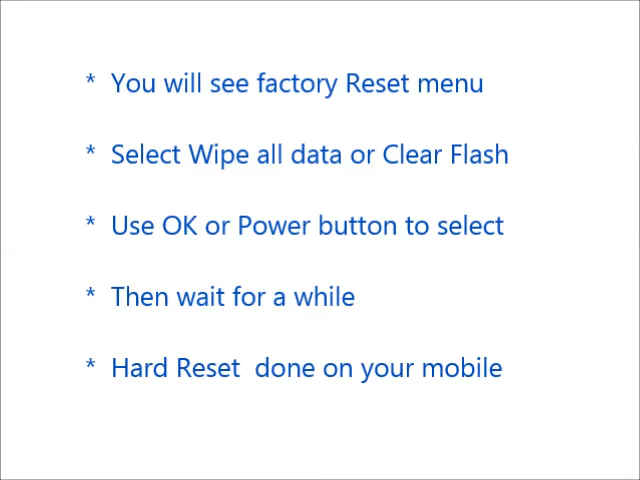 * You will see factory Reset menu
* Select Wipe all data or Clear Flash
* Use OK or Power button to select
* Then wait for a while
* Hard Reset  done on your mobile